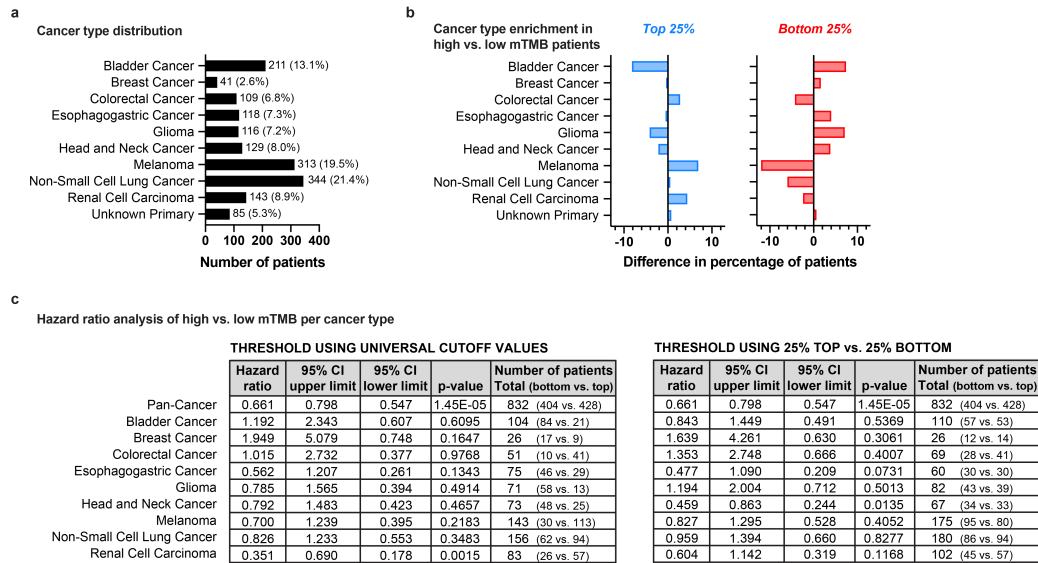 a
Cancer type distribution
Bladder Cancer 211 (13.1%)
Breast Cancer 41 (2.6%)
Colorectal Cancer 109 (6.8%)
Esophagogastric Cancer 118 (7.3%)
Glioma 116 (7.2%)
Head and Neck Cancer 129 (8.0%)
Melanoma 313 (19.5%)
Non-Small Cell Lung Cancer 344 (21.4%)
Renal Cell Carcinoma 143 (8.9%)
Unknown Primary 85 (5.3%)
0 100 200 300 400
Number of patients
b
Cancer type enrichment in
high vs. low mTMB patients
Top 25% Bottom 25%
Bladder Cancer
Breast Cancer
Colorectal Cancer
Esophagogastric Cancer
Glioma
Head and Neck Cancer
Melanoma
Non-Small Cell Lung Cancer
Renal Cell Carcinoma
Unknown Primary
-10 0 10 -10 0 10
Difference in percentage of patients
c
Hazard ratio analysis of high vs. low mTMB per cancer type
THRESHOLD USING UNIVERSAL CUTOFF VALUES
Hazard 95% CI 95% CI Number of patients
ratio upper limit lower limit p-value Total (bottom vs. top)
Pan-Cancer 0.661 0.798 0.547 1.45E-05 832 (404 vs. 428)
Bladder Cancer 1.192 2.343 0.607 0.6095 104 (84 vs. 21)
Breast Cancer 1.949 5.079 0.748 0.1647 26 (17 vs. 9)
Colorectal Cancer 1.015 2.732 0.377 0.9768 51 (10 vs. 41)
Esophagogastric Cancer 0.562 1.207 0.261 0.1343 75 (46 vs. 29)
Glioma 0.785 1.565 0.394 0.4914 71 (58 vs. 13)
Head and Neck Cancer 0.792 1.483 0.423 0.4657 73 (48 vs. 25)
Melanoma 0.700 1.239 0.395 0.2183 143 (30 vs. 113)
Non-Small Cell Lung Cancer 0.826 1.233 0.553 0.3483 156 (62 vs. 94)
Renal Cell Carcinoma 0.351 0.690 0.178 0.0015 83 (26 vs. 57)
THRESHOLD USING 25% TOP vs. 25% BOTTOM
Hazard 95% CI 95% CI Number of patients
ratio upper limit lower limit p-value Total (bottom vs. top)
0.661 0.798 0.547 1.45E-05 832 (404 vs. 428)
0.843 1.449 0.491 0.5369 110 (57 vs. 53)
1.639 4.261 0.630 0.3061 26 (12 vs. 14)
1.353 2.748 0.666 0.4007 69 (28 vs. 41)
0.477 1.090 0.209 0.0731 60 (30 vs. 30)
1.194 2.004 0.712 0.5013 82 (43 vs. 39)
0.459 0.863 0.244 0.0135 67 (34 vs. 33)
0.827 1.295 0.528 0.4052 175 (95 vs. 80)
0.959 1.394 0.660 0.8277 180 (86 vs. 94)
0.604 1.142 0.319 0.1168 102 (45 vs. 57)